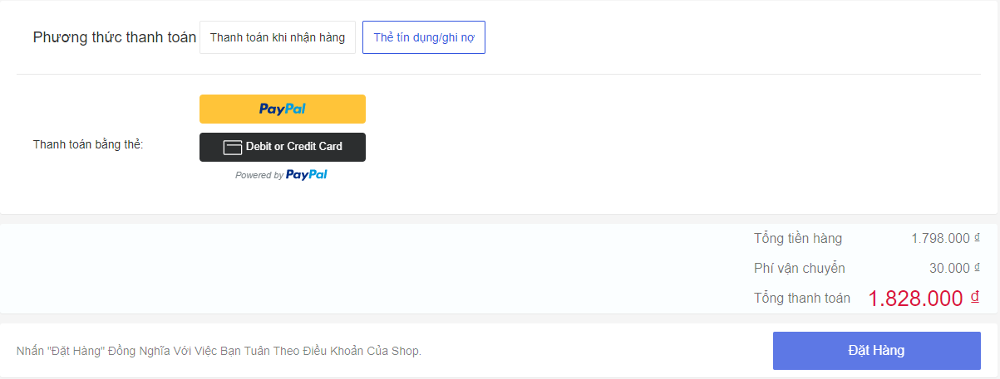 Phương thức thanh toán Thanh toán khi nhận hàng Thẻ tín dụng/ghi nợ
PayPal
Thanh toán bằng thẻ:
Debit or Credit Card
Powered by PayPal
Tổng tiền hàng 1.798.000 ₫
Phí vận chuyển 30.000 ₫
Tổng thanh toán 1.828.000 ₫
Nhấn "Đặt Hàng" Đồng Nghĩa Với Việc Bạn Tuân Theo Điều Khoản Của Shop.
Đặt Hàng